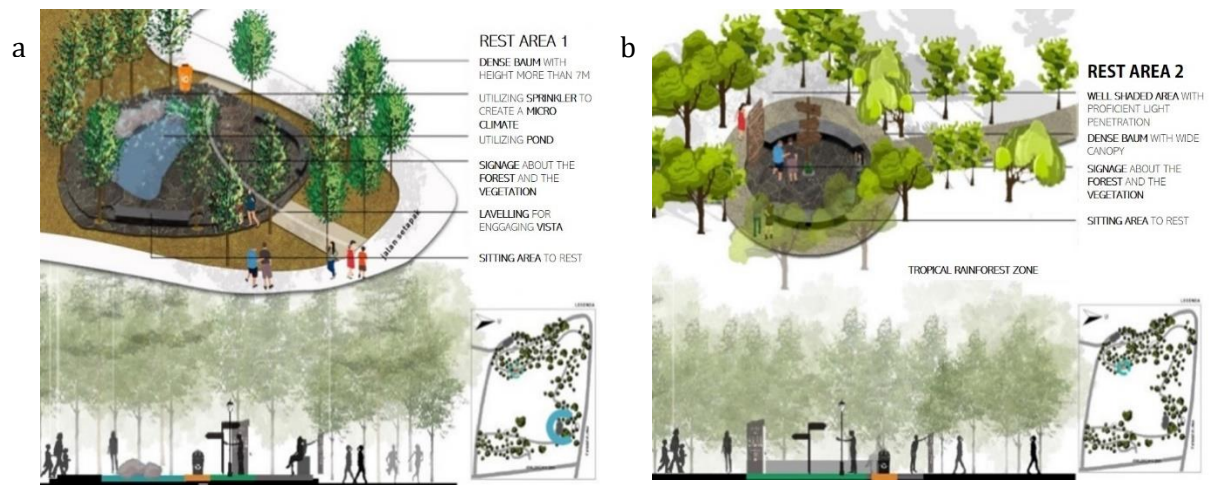 a
REST AREA 1
DENSE BAUM WITH
HEIGHT MORE THAN 7M
UTILIZING SPRINKLER TO
CREATE A MICRO
CLIMATE
UTILIZING POND
SIGNAGE ABOUT THE
FOREST AND THE
VEGETATION
LAVELLING FOR
ENGGAGING VISTA
SITTING AREA TO REST
jalan setapak
LEGENDA
b
REST AREA 2
WELL SHADED AREA WITH
PROFICIENT LIGHT
PENETRATION
DENSE BAUM WITH WIDE
CANOPY
SIGNAGE ABOUT THE
FOREST AND THE
VEGETATION
SITTING AREA TO REST
TROPICAL RAINFOREST ZONE
LEGENDA